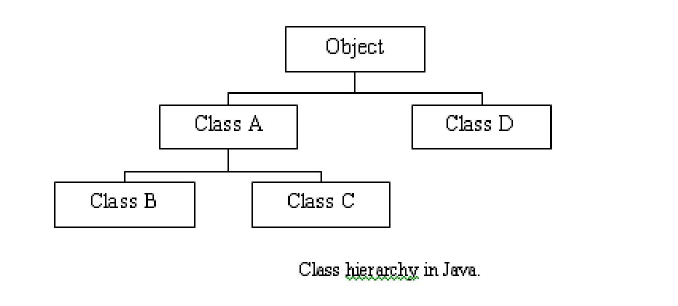 Object
Class A
Class D
Class B
Class C
Class hierarchy in Java.